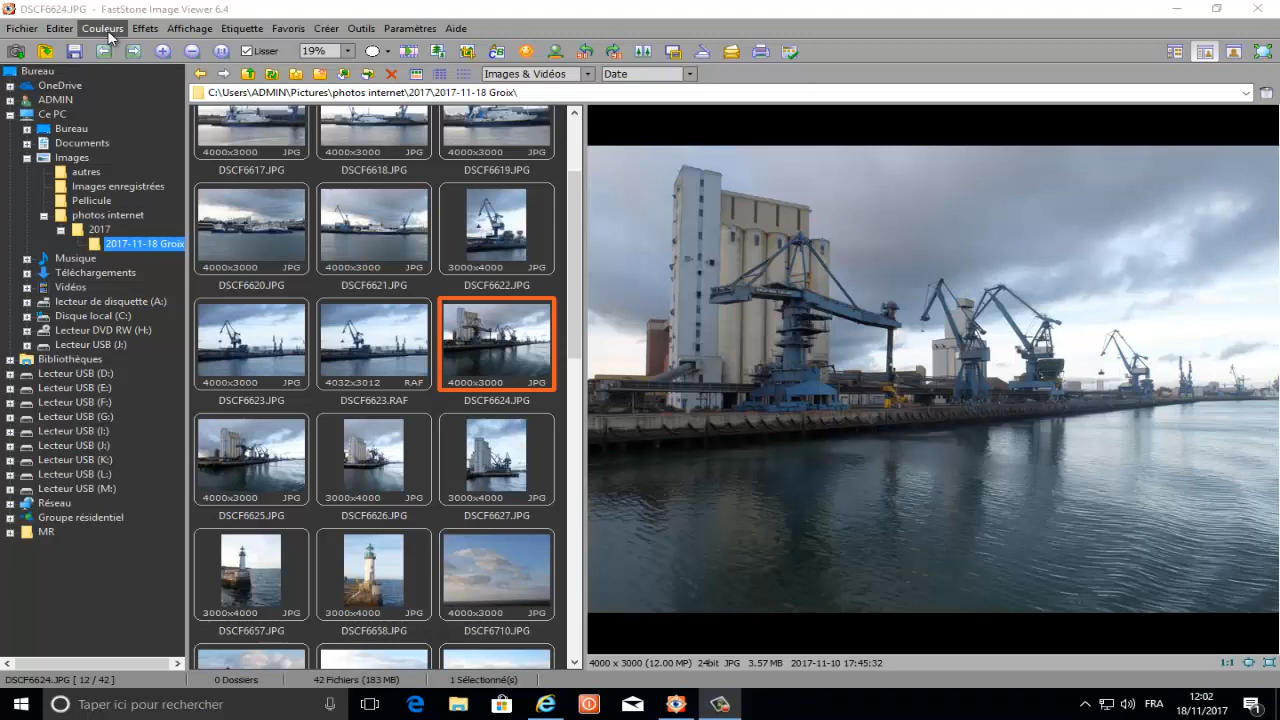 DSCF6624.JPG - FastStone Image Viewer 6.4
Fichier Editer Couleurs Effets Affichage Etiquette Favoris Créer Outils Paramètres Aide
Lisser 19%
Images & Vidéos Date
C:\Users\ADMIN\Pictures\photos internet\2017\2017-11-18 Groix\
Bureau
OneDrive
ADMIN
Ce PC
Bureau
Documents
Images
autres
Images enregistrées
Pellicule
photos internet
2017
2017-11-18 Groix
Musique
Téléchargements
Vidéos
lecteur de disquette (A:)
Disque local (C:)
Lecteur DVD RW (H:)
Lecteur USB (J:)
Bibliothèques
Lecteur USB (D:)
Lecteur USB (E:)
Lecteur USB (F:)
Lecteur USB (G:)
Lecteur USB (I:)
Lecteur USB (J:)
Lecteur USB (K:)
Lecteur USB (L:)
Lecteur USB (M:)
Réseau
Groupe résidentiel
MR
4000x3000 JPG 4000x3000 JPG 4000x3000 JPG
DSCF6617.JPG DSCF6618.JPG DSCF6619.JPG
4000x3000 JPG 4000x3000 JPG 3000x4000 JPG
DSCF6620.JPG DSCF6621.JPG DSCF6622.JPG
4000x3000 JPG 4032x3012 RAF 4000x3000 JPG
DSCF6623.JPG DSCF6623.RAF DSCF6624.JPG
4000x3000 JPG 3000x4000 JPG 3000x4000 JPG
DSCF6625.JPG DSCF6626.JPG DSCF6627.JPG
3000x4000 JPG 3000x4000 JPG 4000x3000 JPG
DSCF6657.JPG DSCF6658.JPG DSCF6710.JPG
4000 x 3000 (12.00 MP) 24bit JPG 3.57 MB 2017-11-10 17:45:32 1:1
DSCF6624.JPG [ 12 / 42 ] 0 Dossiers 42 Fichiers (183 MB) 1 Sélectionné(s)
Taper ici pour rechercher FRA 12:02
18/11/2017 1